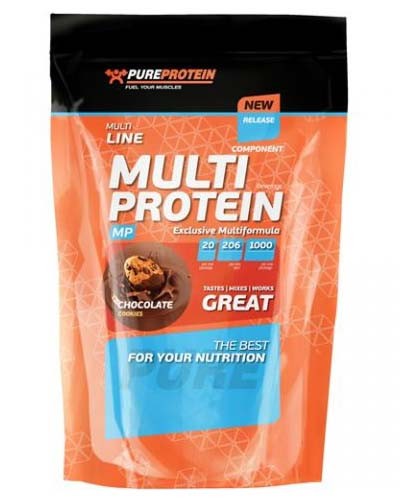 PUREPROTEIN
FUEL YOUR MUSCLES
NEW
RELEASE
MULTI
LINE
COMPONENT
MULTI
PROTEIN
MP
Exclusive Multiformula
20
206
1000
TASTES | MIXES | WORKS
GREAT
CHOCOLATE
COOKIES
THE BEST
FOR YOUR NUTRITION
PURE